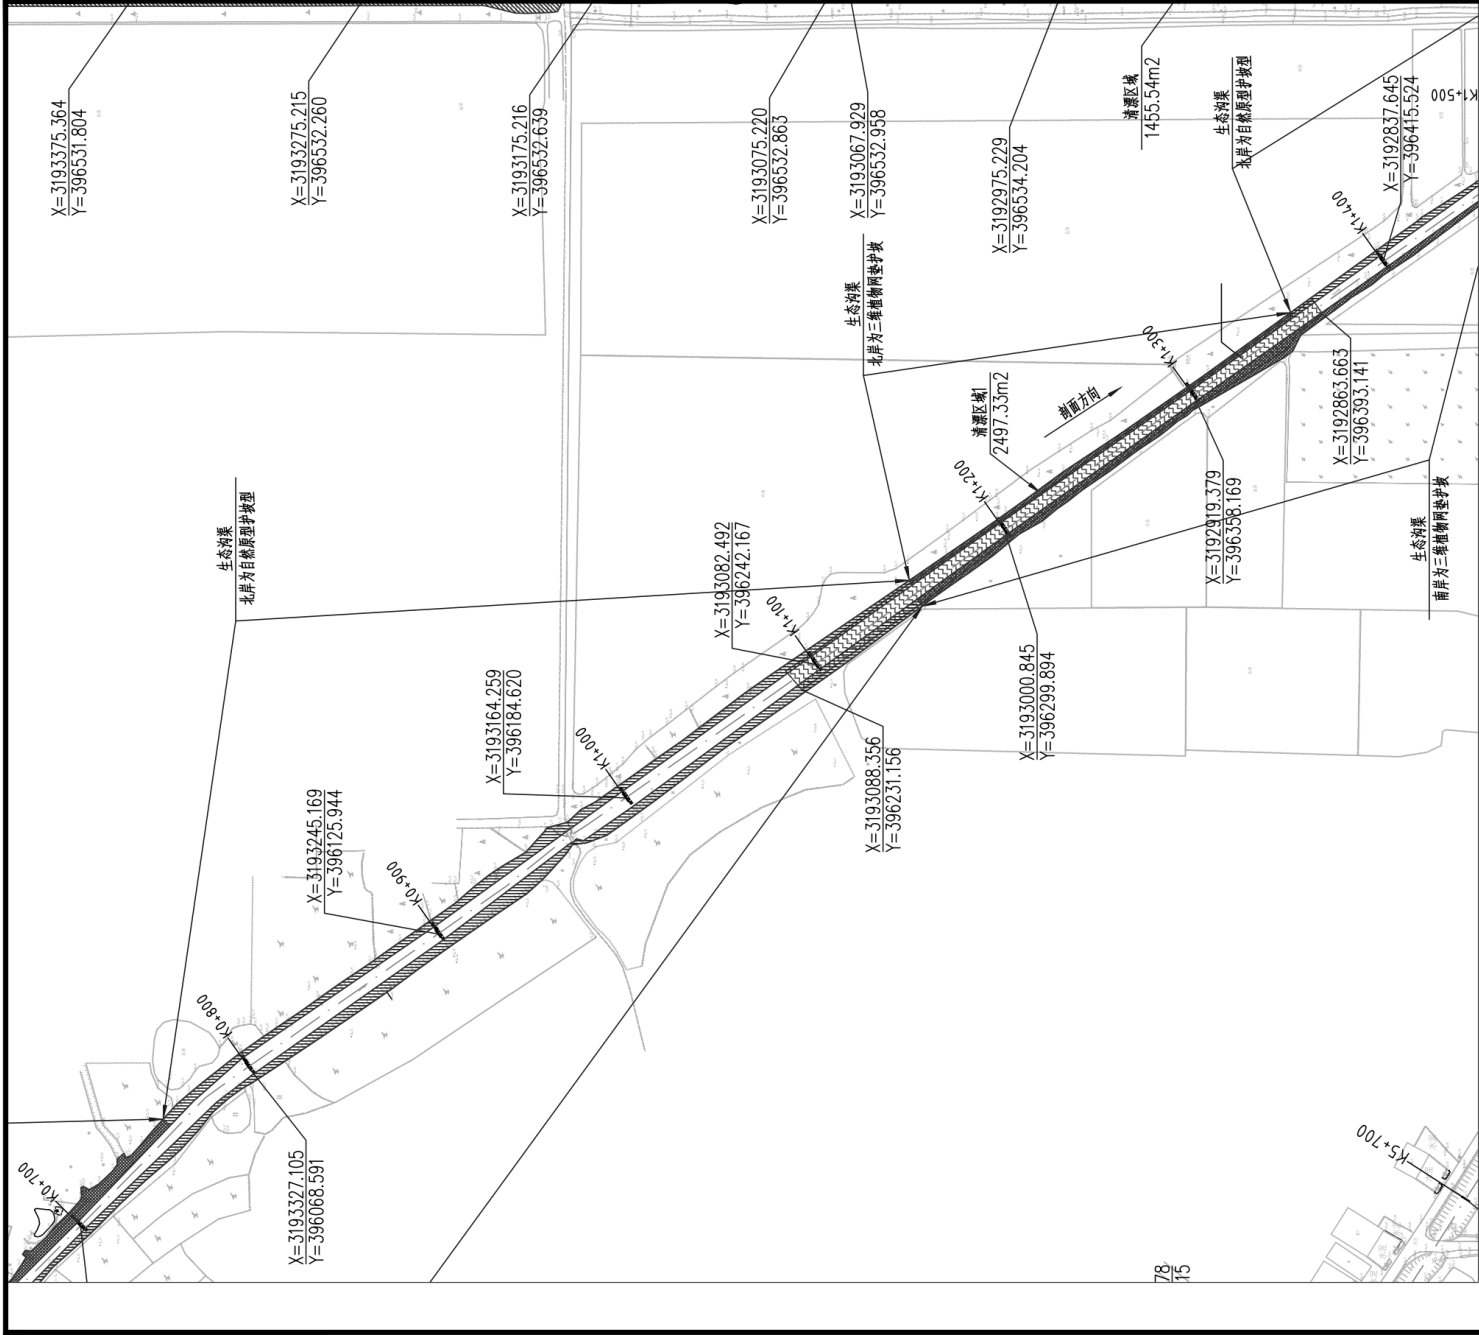 X=3193375.364
Y=396531.804
X=3193275.215
Y=396532.260
X=3193175.216
Y=396532.639
X=3193075.220
Y=396532.863
X=3193067.929
Y=396532.958
X=3192975.229
Y=396534.204
清漂区域
1455.54m2
生态沟渠
北岸为自然原型护坡型
X=3192837.645
Y=396415.524
K1+500
K1+400
生态沟渠
北岸为三维植物网垫护坡
K1+300
清漂区域1
2497.33m2
剖面方向
X=3192863.663
Y=396393.141
K1+200
X=3192919.379
Y=396358.169
生态沟渠
南岸为三维植物网垫护坡
生态沟渠
北岸为自然原型护坡型
X=3193082.492
Y=396242.167
K1+100
X=3193000.845
Y=396299.894
X=3193164.259
Y=396184.620
K1+000
X=3193088.356
Y=396231.156
X=3193245.169
Y=396125.944
K0+900
K0+800
X=3193327.105
Y=396068.591
K0+700
K5+700
78
15